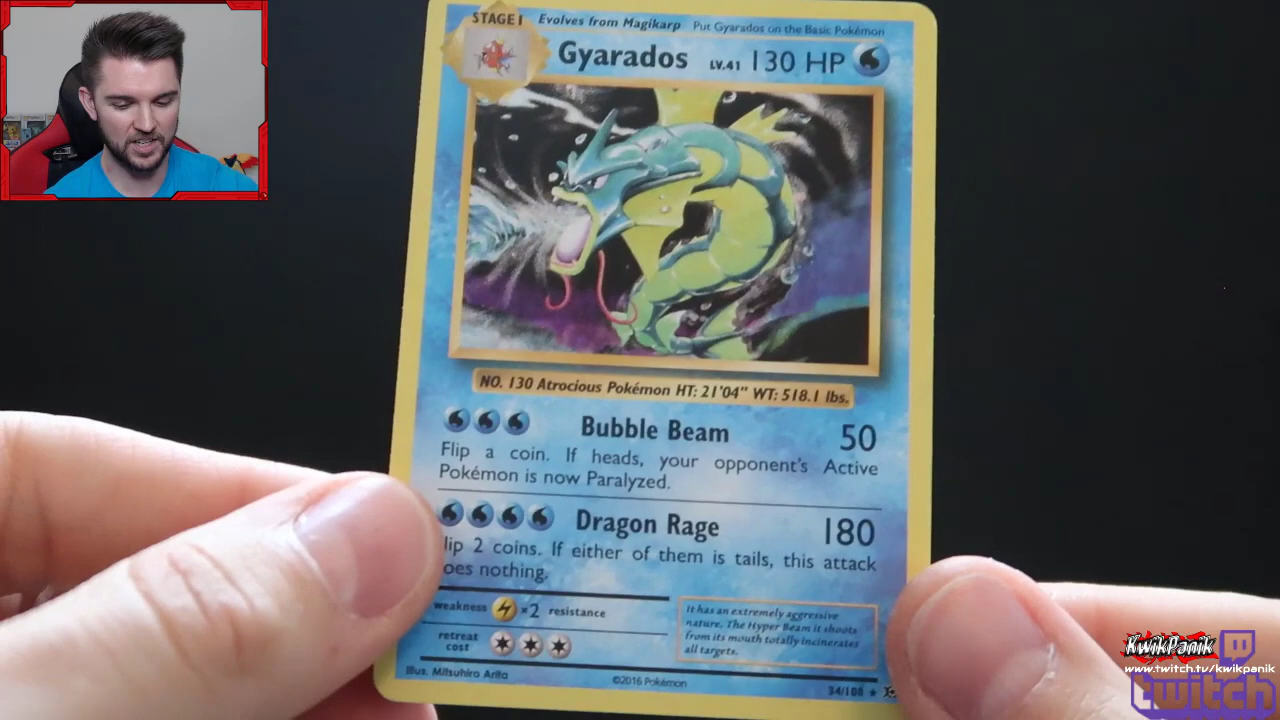 STAGE 1 Evolves from Magikarp Put Gyarados on the Basic Pokémon
Gyarados LV.41 130 HP
NO. 130 Atrocious Pokémon HT: 21'04" WT: 518.1 lbs.
Bubble Beam 50
Flip a coin. If heads, your opponent's Active
Pokémon is now Paralyzed.
Dragon Rage 180
lip 2 coins. If either of them is tails, this attack
oes nothing.
weakness ×2 resistance
retreat
cost
It has an extremely aggressive
nature. The Hyper Beam it shoots
from its mouth totally incinerates
all targets.
Illus. Mitsuhiro Arita
©2016 Pokémon
34/108
KwikPanik
www.twitch.tv/kwikpanik
twitch